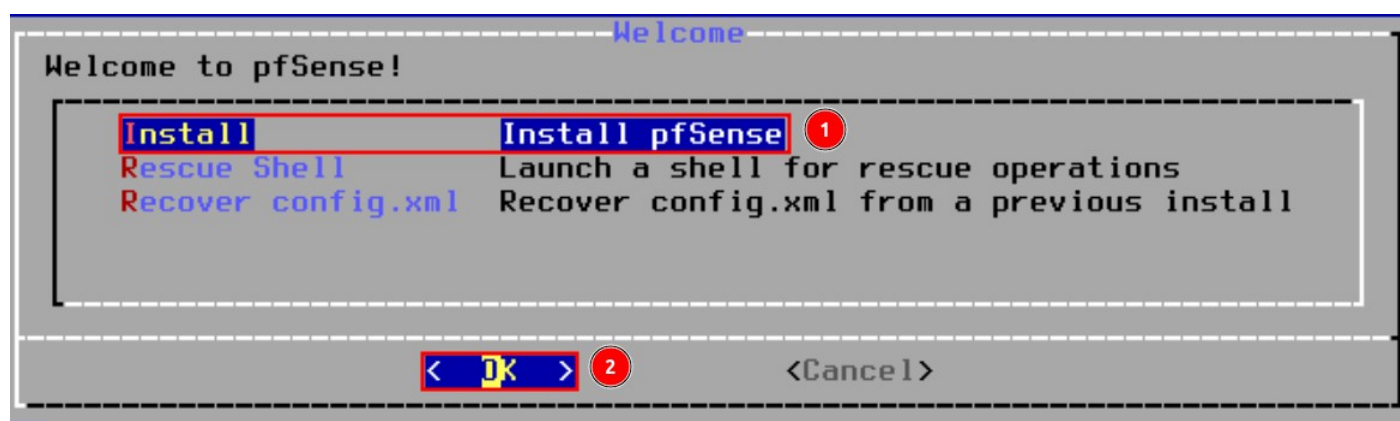 Welcome
Welcome to pfSense!
Install Install pfSense 1
Rescue Shell Launch a shell for rescue operations
Recover config.xml Recover config.xml from a previous install
< OK > 2 <Cancel>